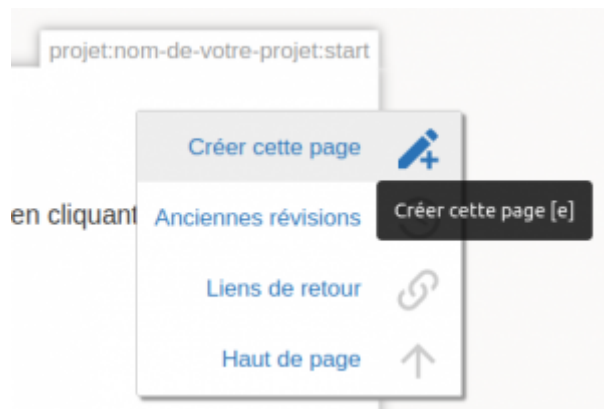 projet:nom-de-votre-projet:start
Créer cette page
en cliquant
Anciennes révisions
Créer cette page [e]
Liens de retour
Haut de page